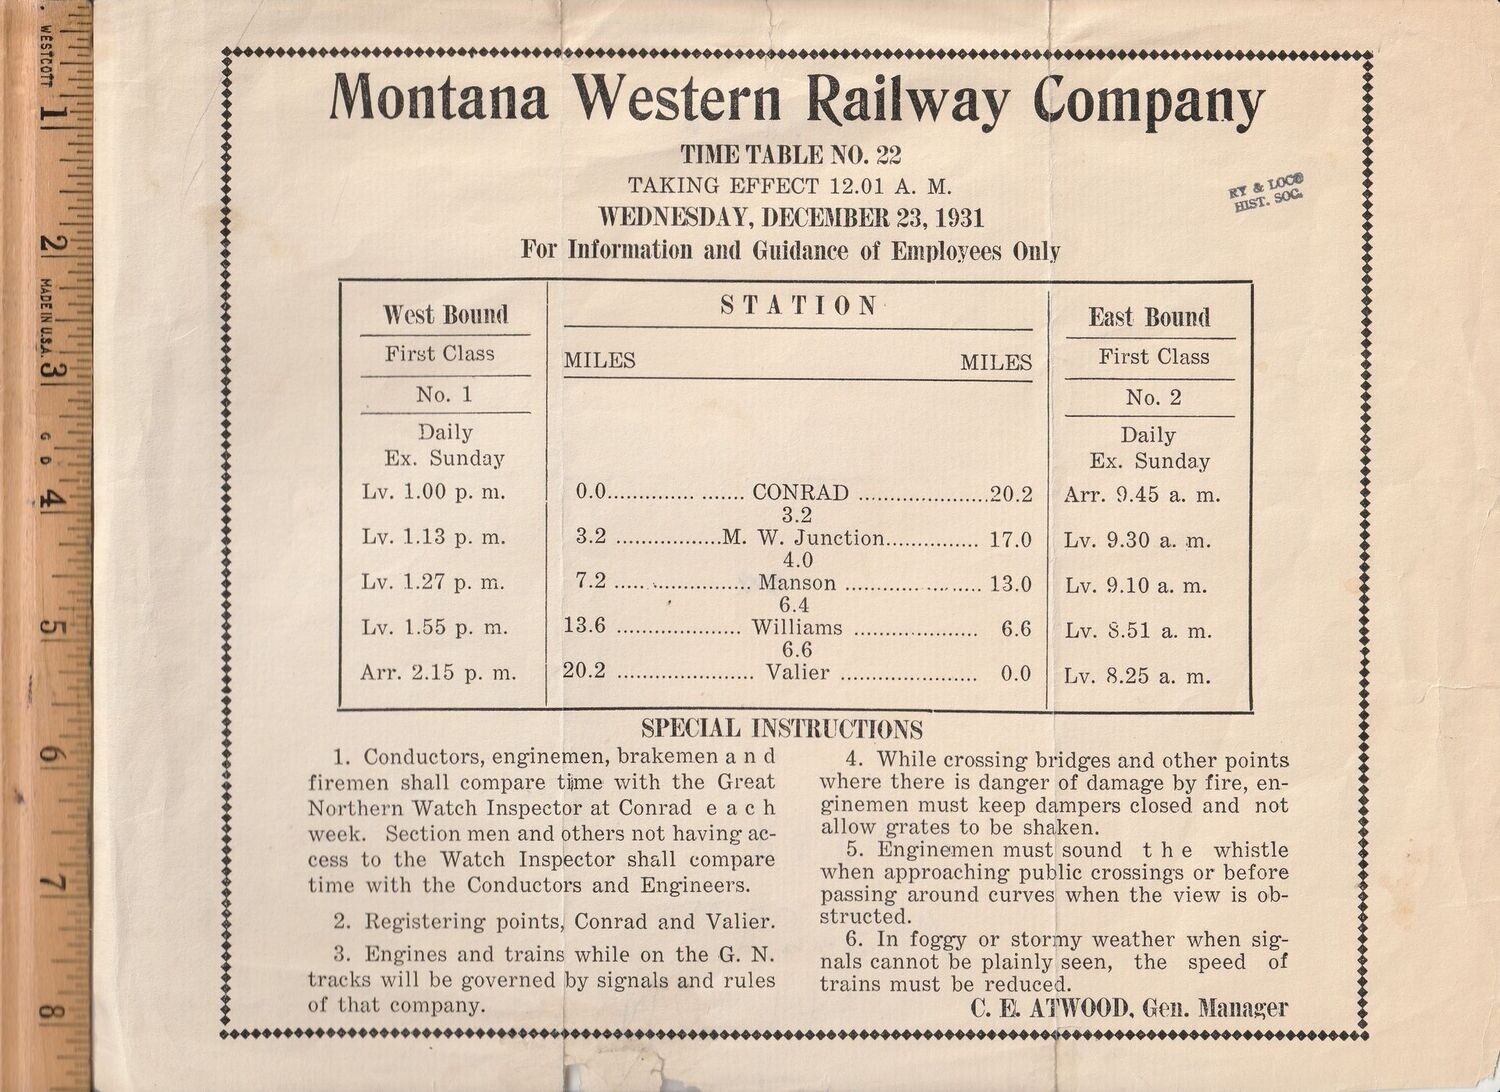 WESTCOTT
MADE IN U.S.A.
1
2
3
4
5
6
7
8
Montana Western Railway Company
TIME TABLE NO. 22
TAKING EFFECT 12.01 A. M.
WEDNESDAY, DECEMBER 23, 1931
For Information and Guidance of Employees Only
RY & LOCO
HIST. SOC.
West Bound STATION East Bound
First Class MILES MILES First Class
No. 1 No. 2
Daily Daily
Ex. Sunday Ex. Sunday
Lv. 1.00 p. m. 0.0.............. ....... CONRAD .....................20.2 Arr. 9.45 a. m.
3.2
Lv. 1.13 p. m. 3.2 .................M. W. Junction............... 17.0 Lv. 9.30 a. m.
4.0
Lv. 1.27 p. m. 7.2 ...................... Manson ...................... 13.0 Lv. 9.10 a. m.
6.4
Lv. 1.55 p. m. 13.6 .................... Williams .................... 6.6 Lv. 8.51 a. m.
6.6
Arr. 2.15 p. m. 20.2 ...................... Valier ...................... 0.0 Lv. 8.25 a. m.
SPECIAL INSTRUCTIONS
1. Conductors, enginemen, brakemen a n d
firemen shall compare time with the Great
Northern Watch Inspector at Conrad e a c h
week. Section men and others not having ac-
cess to the Watch Inspector shall compare
time with the Conductors and Engineers.
2. Registering points, Conrad and Valier.
3. Engines and trains while on the G. N.
tracks will be governed by signals and rules
of that company.
4. While crossing bridges and other points
where there is danger of damage by fire, en-
ginemen must keep dampers closed and not
allow grates to be shaken.
5. Enginemen must sound t h e whistle
when approaching public crossings or before
passing around curves when the view is ob-
structed.
6. In foggy or stormy weather when sig-
nals cannot be plainly seen, the speed of
trains must be reduced.
C. E. ATWOOD, Gen. Manager